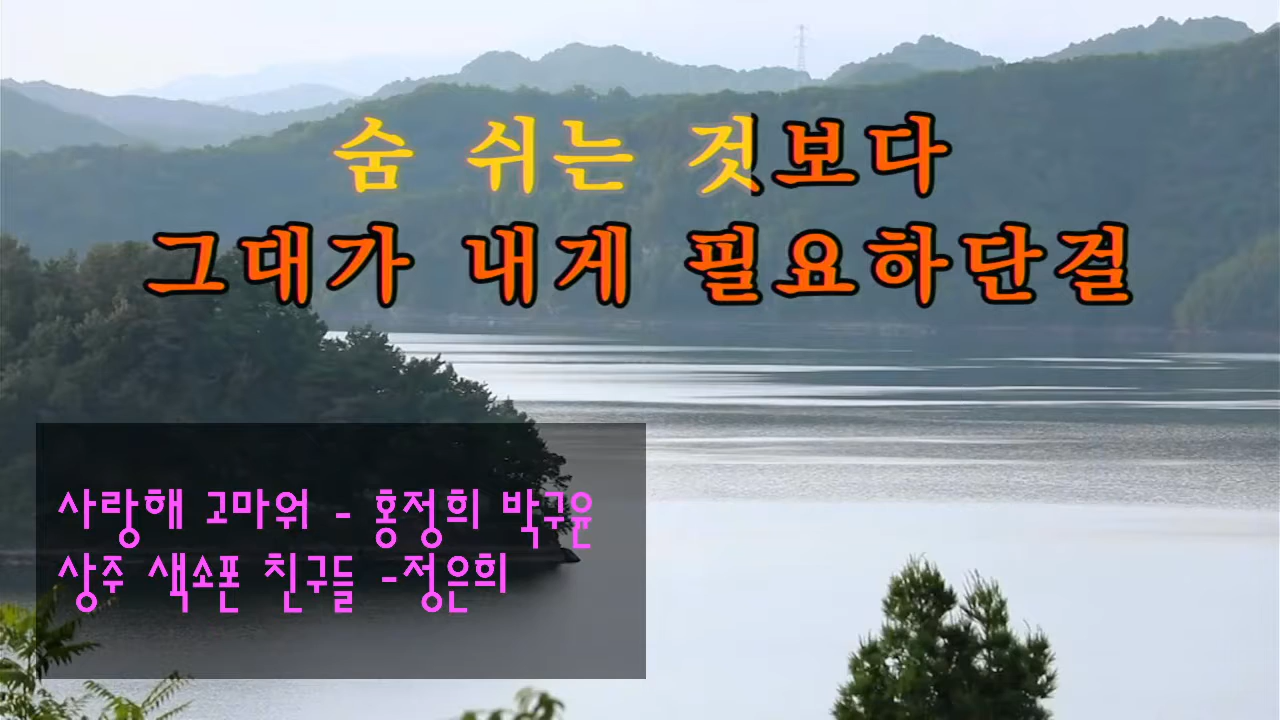 숨 쉬는 것보다
그대가 내게 필요하단걸
사랑해 고마워 - 홍정희 박구윤
상주 색소폰 친구들 -정은희